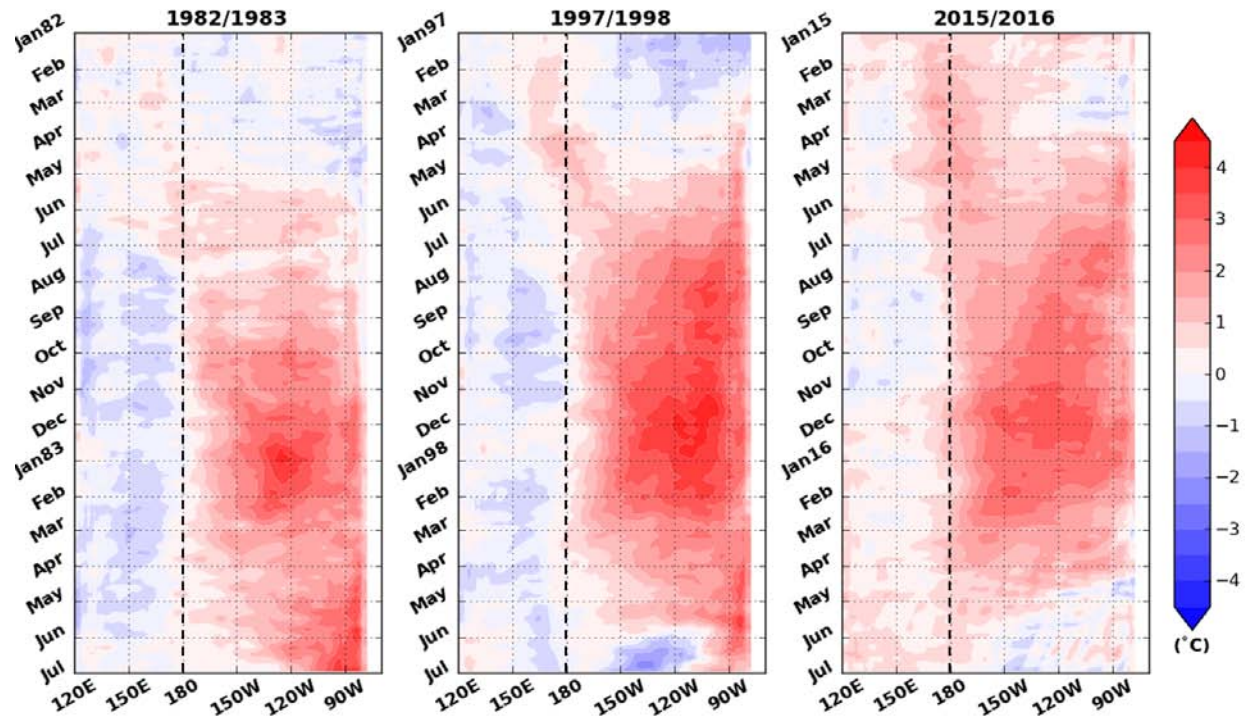 1982/1983
1997/1998
2015/2016
Jan82
Feb
Mar
Apr
May
Jun
Jul
Aug
Sep
Oct
Nov
Dec
Jan83
Feb
Mar
Apr
May
Jun
Jul
120E
150E
180
150W
120W
90W
Jan97
Feb
Mar
Apr
May
Jun
Jul
Aug
Sep
Oct
Nov
Dec
Jan98
Feb
Mar
Apr
May
Jun
Jul
120E
150E
180
150W
120W
90W
Jan15
Feb
Mar
Apr
May
Jun
Jul
Aug
Sep
Oct
Nov
Dec
Jan16
Feb
Mar
Apr
May
Jun
Jul
120E
150E
180
150W
120W
90W
4
3
2
1
0
−1
−2
−3
−4
(˚C)